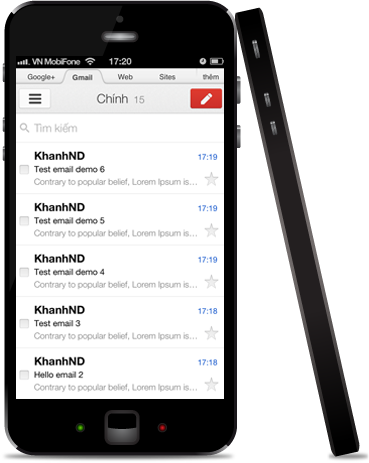 VN MobiFone 17:20
Google+ Gmail Web Sites thêm
Chính 15
Tìm kiếm
KhanhND 17:19
Test email demo 6
Contrary to popular belief, Lorem Ipsum is…
KhanhND 17:19
Test email demo 5
Contrary to popular belief, Lorem Ipsum is…
KhanhND 17:19
Test email demo 4
Contrary to popular belief, Lorem Ipsum is…
KhanhND 17:18
Test email 3
Contrary to popular belief, Lorem Ipsum is…
KhanhND 17:18
Hello email 2
Contrary to popular belief, Lorem Ipsum is…